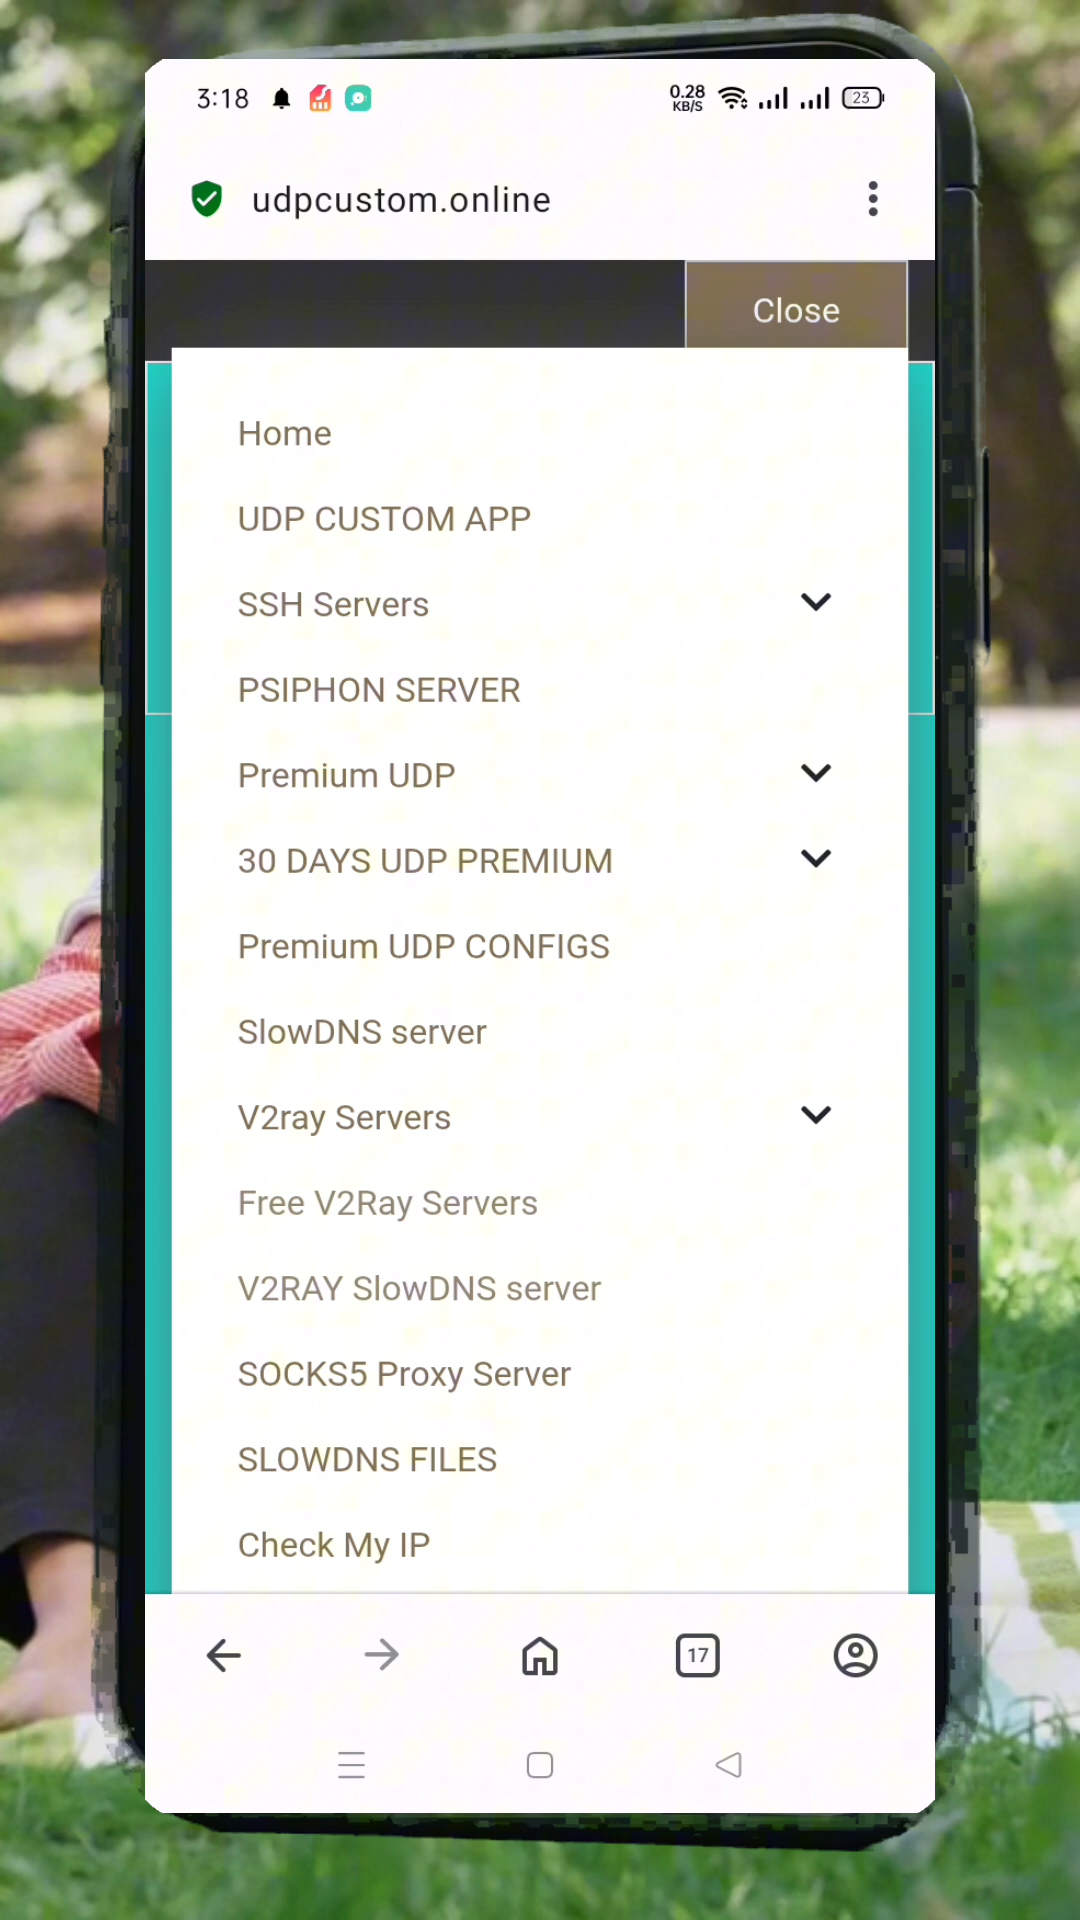 3:18
0.28
KB/S
23
udpcustom.online
Close
Home
UDP CUSTOM APP
SSH Servers
PSIPHON SERVER
Premium UDP
30 DAYS UDP PREMIUM
Premium UDP CONFIGS
SlowDNS server
V2ray Servers
Free V2Ray Servers
V2RAY SlowDNS server
SOCKS5 Proxy Server
SLOWDNS FILES
Check My IP
17